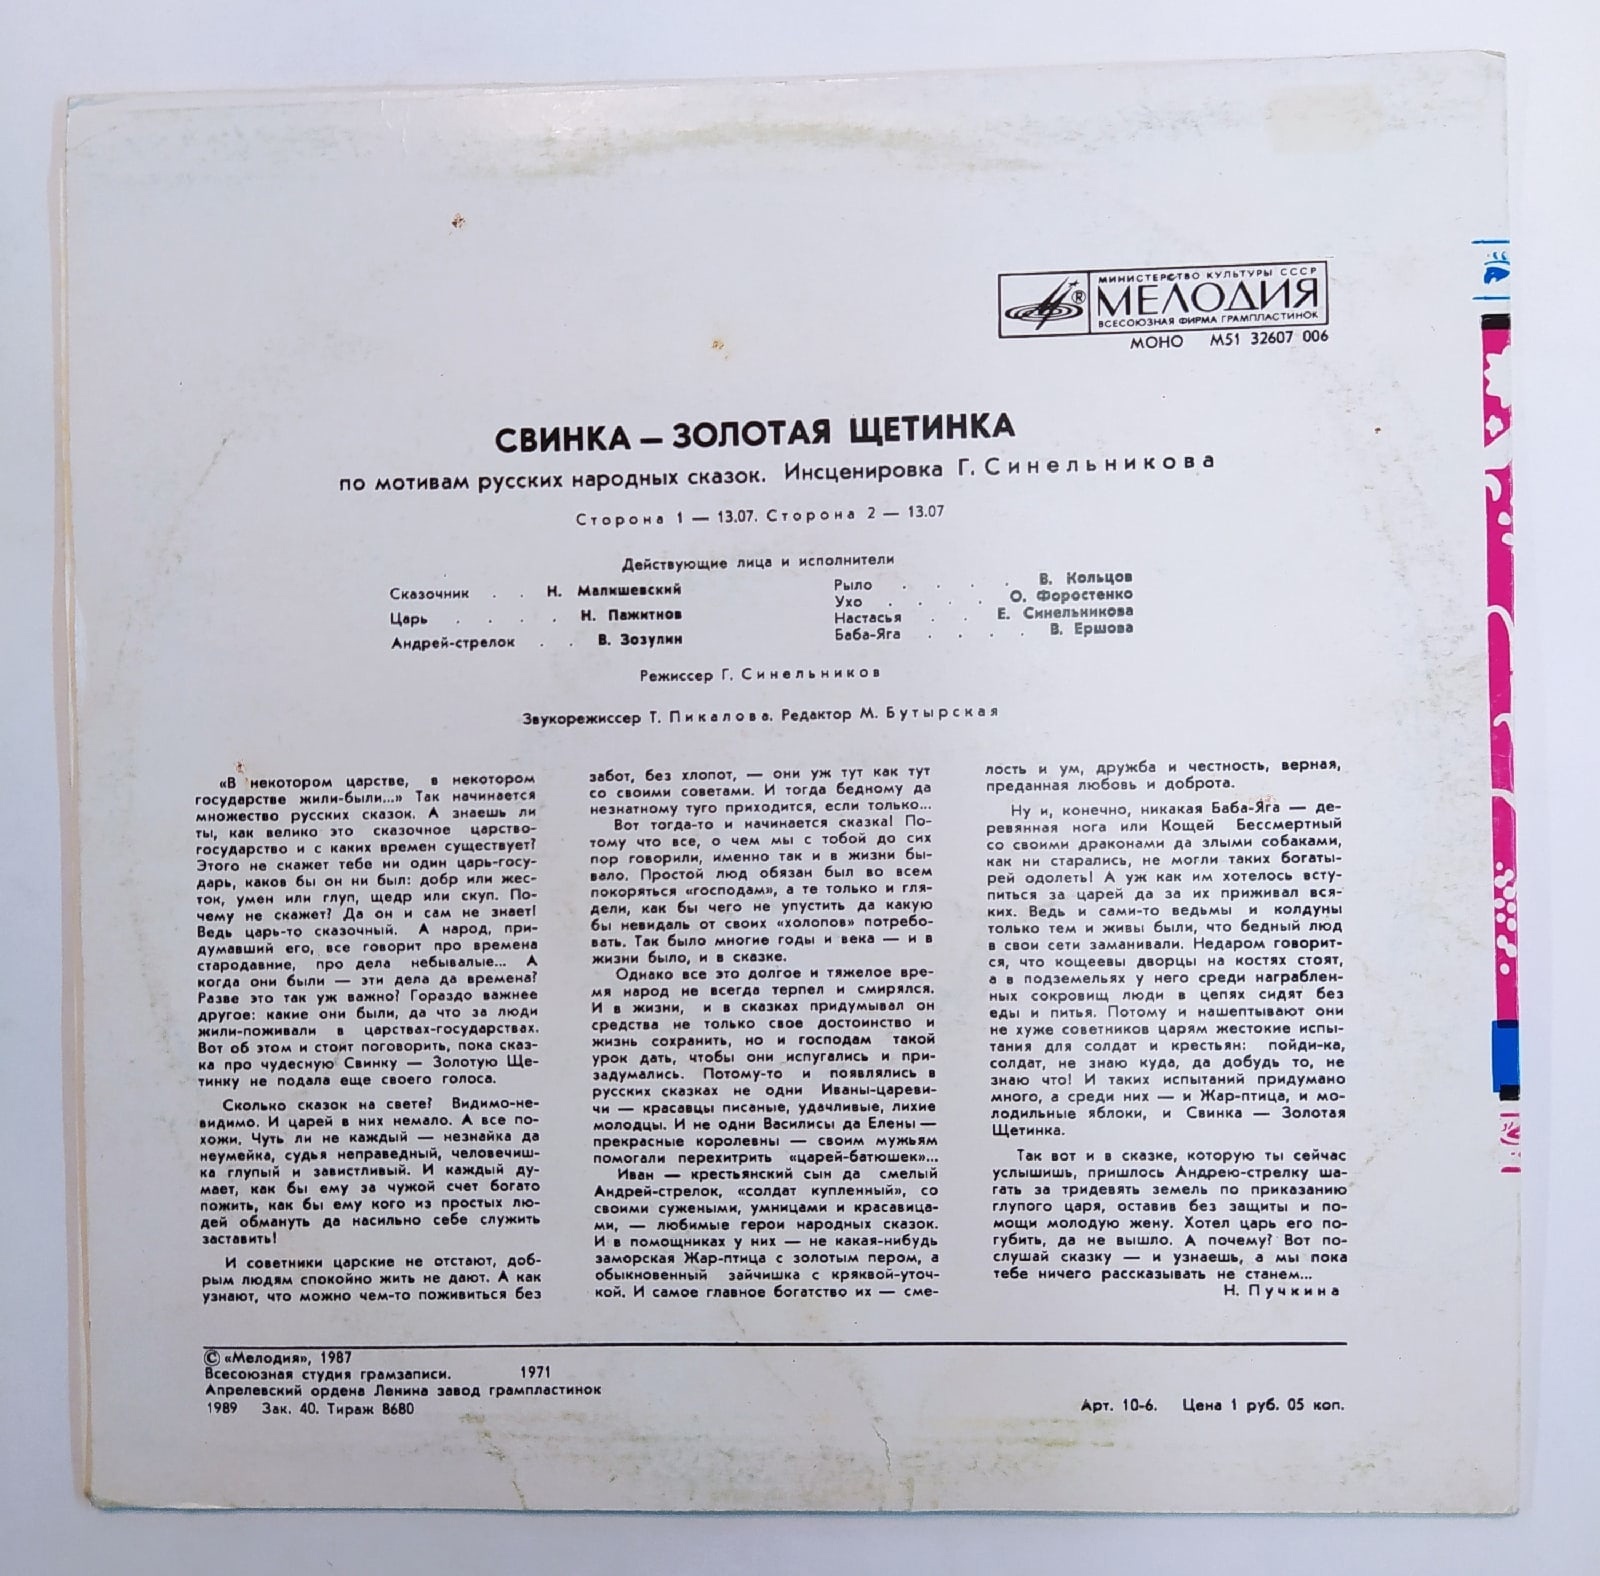 МИНИСТЕРСТВО КУЛЬТУРЫ СССР
МЕЛОДИЯ
®
ВСЕСОЮЗНАЯ ФИРМА ГРАМПЛАСТИНОК
МОНО М51 32607 006
СВИНКА — ЗОЛОТАЯ ЩЕТИНКА
по мотивам русских народных сказок. Инсценировка Г. Синельникова
Сторона 1 — 13.07. Сторона 2 — 13.07
Действующие лица и исполнители
Сказочник . . Н. Малишевский
Царь . . . . Н. Пажитнов
Андрей-стрелок . . В. Зозулин
Рыло . . . . В. Кольцов
Ухо . . . . О. Форостенко
Настасья . . Е. Синельникова
Баба-Яга . . . . В. Ершова
Режиссер Г. Синельников
Звукорежиссер Т. Пикалова. Редактор М. Бутырская
«В некотором царстве, в некотором
государстве жили-были...» Так начинается
множество русских сказок. А знаешь ли
ты, как велико это сказочное царство-
государство и с каких времен существует?
Этого не скажет тебе ни один царь-госу-
дарь, каков бы он ни был: добр или жес-
ток, умен или глуп, щедр или скуп. По-
чему не скажет? Да он и сам не знает!
Ведь царь-то сказочный. А народ, при-
думавший его, все говорит про времена
стародавние, про дела небывалые... А
когда они были — эти дела да времена?
Разве это так уж важно? Гораздо важнее
другое: какие они были, да что за люди
жили-поживали в царствах-государствах.
Вот об этом и стоит поговорить, пока сказ-
ка про чудесную Свинку — Золотую Ще-
тинку не подала еще своего голоса.
Сколько сказок на свете? Видимо-не-
видимо. И царей в них немало. А все по-
хожи. Чуть ли не каждый — незнайка да
неумейка, судья неправедный, человечиш-
ка глупый и завистливый. И каждый ду-
мает, как бы ему за чужой счет богато
пожить, как бы ему кого из простых лю-
дей обмануть да насильно себе служить
заставить!
И советники царские не отстают, доб-
рым людям спокойно жить не дают. А как
узнают, что можно чем-то поживиться без
забот, без хлопот, — они уж тут как тут
со своими советами. И тогда бедному да
незнатному туго приходится, если только...
Вот тогда-то и начинается сказка! По-
тому что все, о чем мы с тобой до сих
пор говорили, именно так и в жизни бы-
вало. Простой люд обязан был во всем
покоряться «господам», а те только и гля-
дели, как бы чего не упустить да какую
бы невидаль от своих «холопов» потребо-
вать. Так было многие годы и века — и в
жизни было, и в сказке.
Однако все это долгое и тяжелое вре-
мя народ не всегда терпел и смирялся.
И в жизни, и в сказках придумывал он
средства не только свое достоинство и
жизнь сохранить, но и господам такой
урок дать, чтобы они испугались и при-
задумались. Потому-то и появлялись в
русских сказках не одни Иваны-цареви-
чи — красавцы писаные, удачливые, лихие
молодцы. И не одни Василисы да Елены —
прекрасные королевны — своим мужьям
помогали перехитрить «царей-батюшек»...
Иван — крестьянский сын да смелый
Андрей-стрелок, «солдат купленный», со
своими сужеными, умницами и красавица-
ми, — любимые герои народных сказок.
И в помощниках у них — не какая-нибудь
заморская Жар-птица с золотым пером, а
обыкновенный зайчишка с кряквой-уточ-
кой. И самое главное богатство их — сме-
лость и ум, дружба и честность, верная,
преданная любовь и доброта.
Ну и, конечно, никакая Баба-Яга — де-
ревянная нога или Кощей Бессмертный
со своими драконами да злыми собаками,
как ни старались, не могли таких богаты-
рей одолеть! А уж как им хотелось всту-
питься за царей да за их приживал вся-
ких. Ведь и сами-то ведьмы и колдуны
только тем и живы были, что бедный люд
в свои сети заманивали. Недаром говорит-
ся, что кощеевы дворцы на костях стоят,
а в подземельях у него среди награблен-
ных сокровищ люди в цепях сидят без
еды и питья. Потому и нашептывают они
не хуже советников царям жестокие испы-
тания для солдат и крестьян: пойди-ка,
солдат, не знаю куда, да добудь то, не
знаю что! И таких испытаний придумано
много, а среди них — и Жар-птица, и мо-
лодильные яблоки, и Свинка — Золотая
Щетинка.
Так вот и в сказке, которую ты сейчас
услышишь, пришлось Андрею-стрелку ша-
гать за тридевять земель по приказанию
глупого царя, оставив без защиты и по-
мощи молодую жену. Хотел царь его по-
губить, да не вышло. А почему? Вот по-
слушай сказку — и узнаешь, а мы пока
тебе ничего рассказывать не станем...
Н. Пучкина
© «Мелодия», 1987
Всесоюзная студия грамзаписи. 1971
Апрелевский ордена Ленина завод грампластинок
1989 Зак. 40. Тираж 8680
Арт. 10-6. Цена 1 руб. 05 коп.